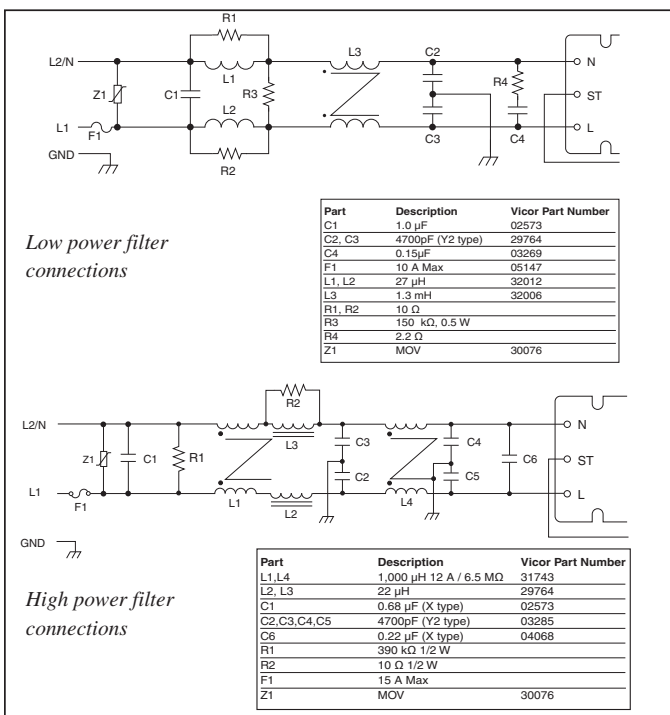 R1
L3
C2
L2/N
N
L1
R4
Z1
C1
R3
ST
L2
L1
L
F1
C3
C4
GND
R2
Low power filter
connections
Part Description Vicor Part Number
C1 1.0 µF 02573
C2, C3 4700pF (Y2 type) 29764
C4 0.15µF 03269
F1 10 A Max 05147
L1, L2 27 µH 32012
L3 1.3 mH 32006
R1, R2 10 Ω
R3 150 kΩ, 0.5 W
R4 2.2 Ω
Z1 MOV 30076
R2
L2/N
N
L3
C3
C4
Z1
C1
R1
C6
ST
C2
C5
L1
L
F1
L1
L2
L4
GND
High power filter
connections
Part Description Vicor Part Number
L1,L4 1,000 µH 12 A / 6.5 MΩ 31743
L2, L3 22 µH 29764
C1 0.68 µF (X type) 02573
C2,C3,C4,C5 4700pF (Y2 type) 03285
C6 0.22 µF (X type) 04068
R1 390 kΩ 1/2 W
R2 10 Ω 1/2 W
F1 15 A Max
Z1 MOV 30076